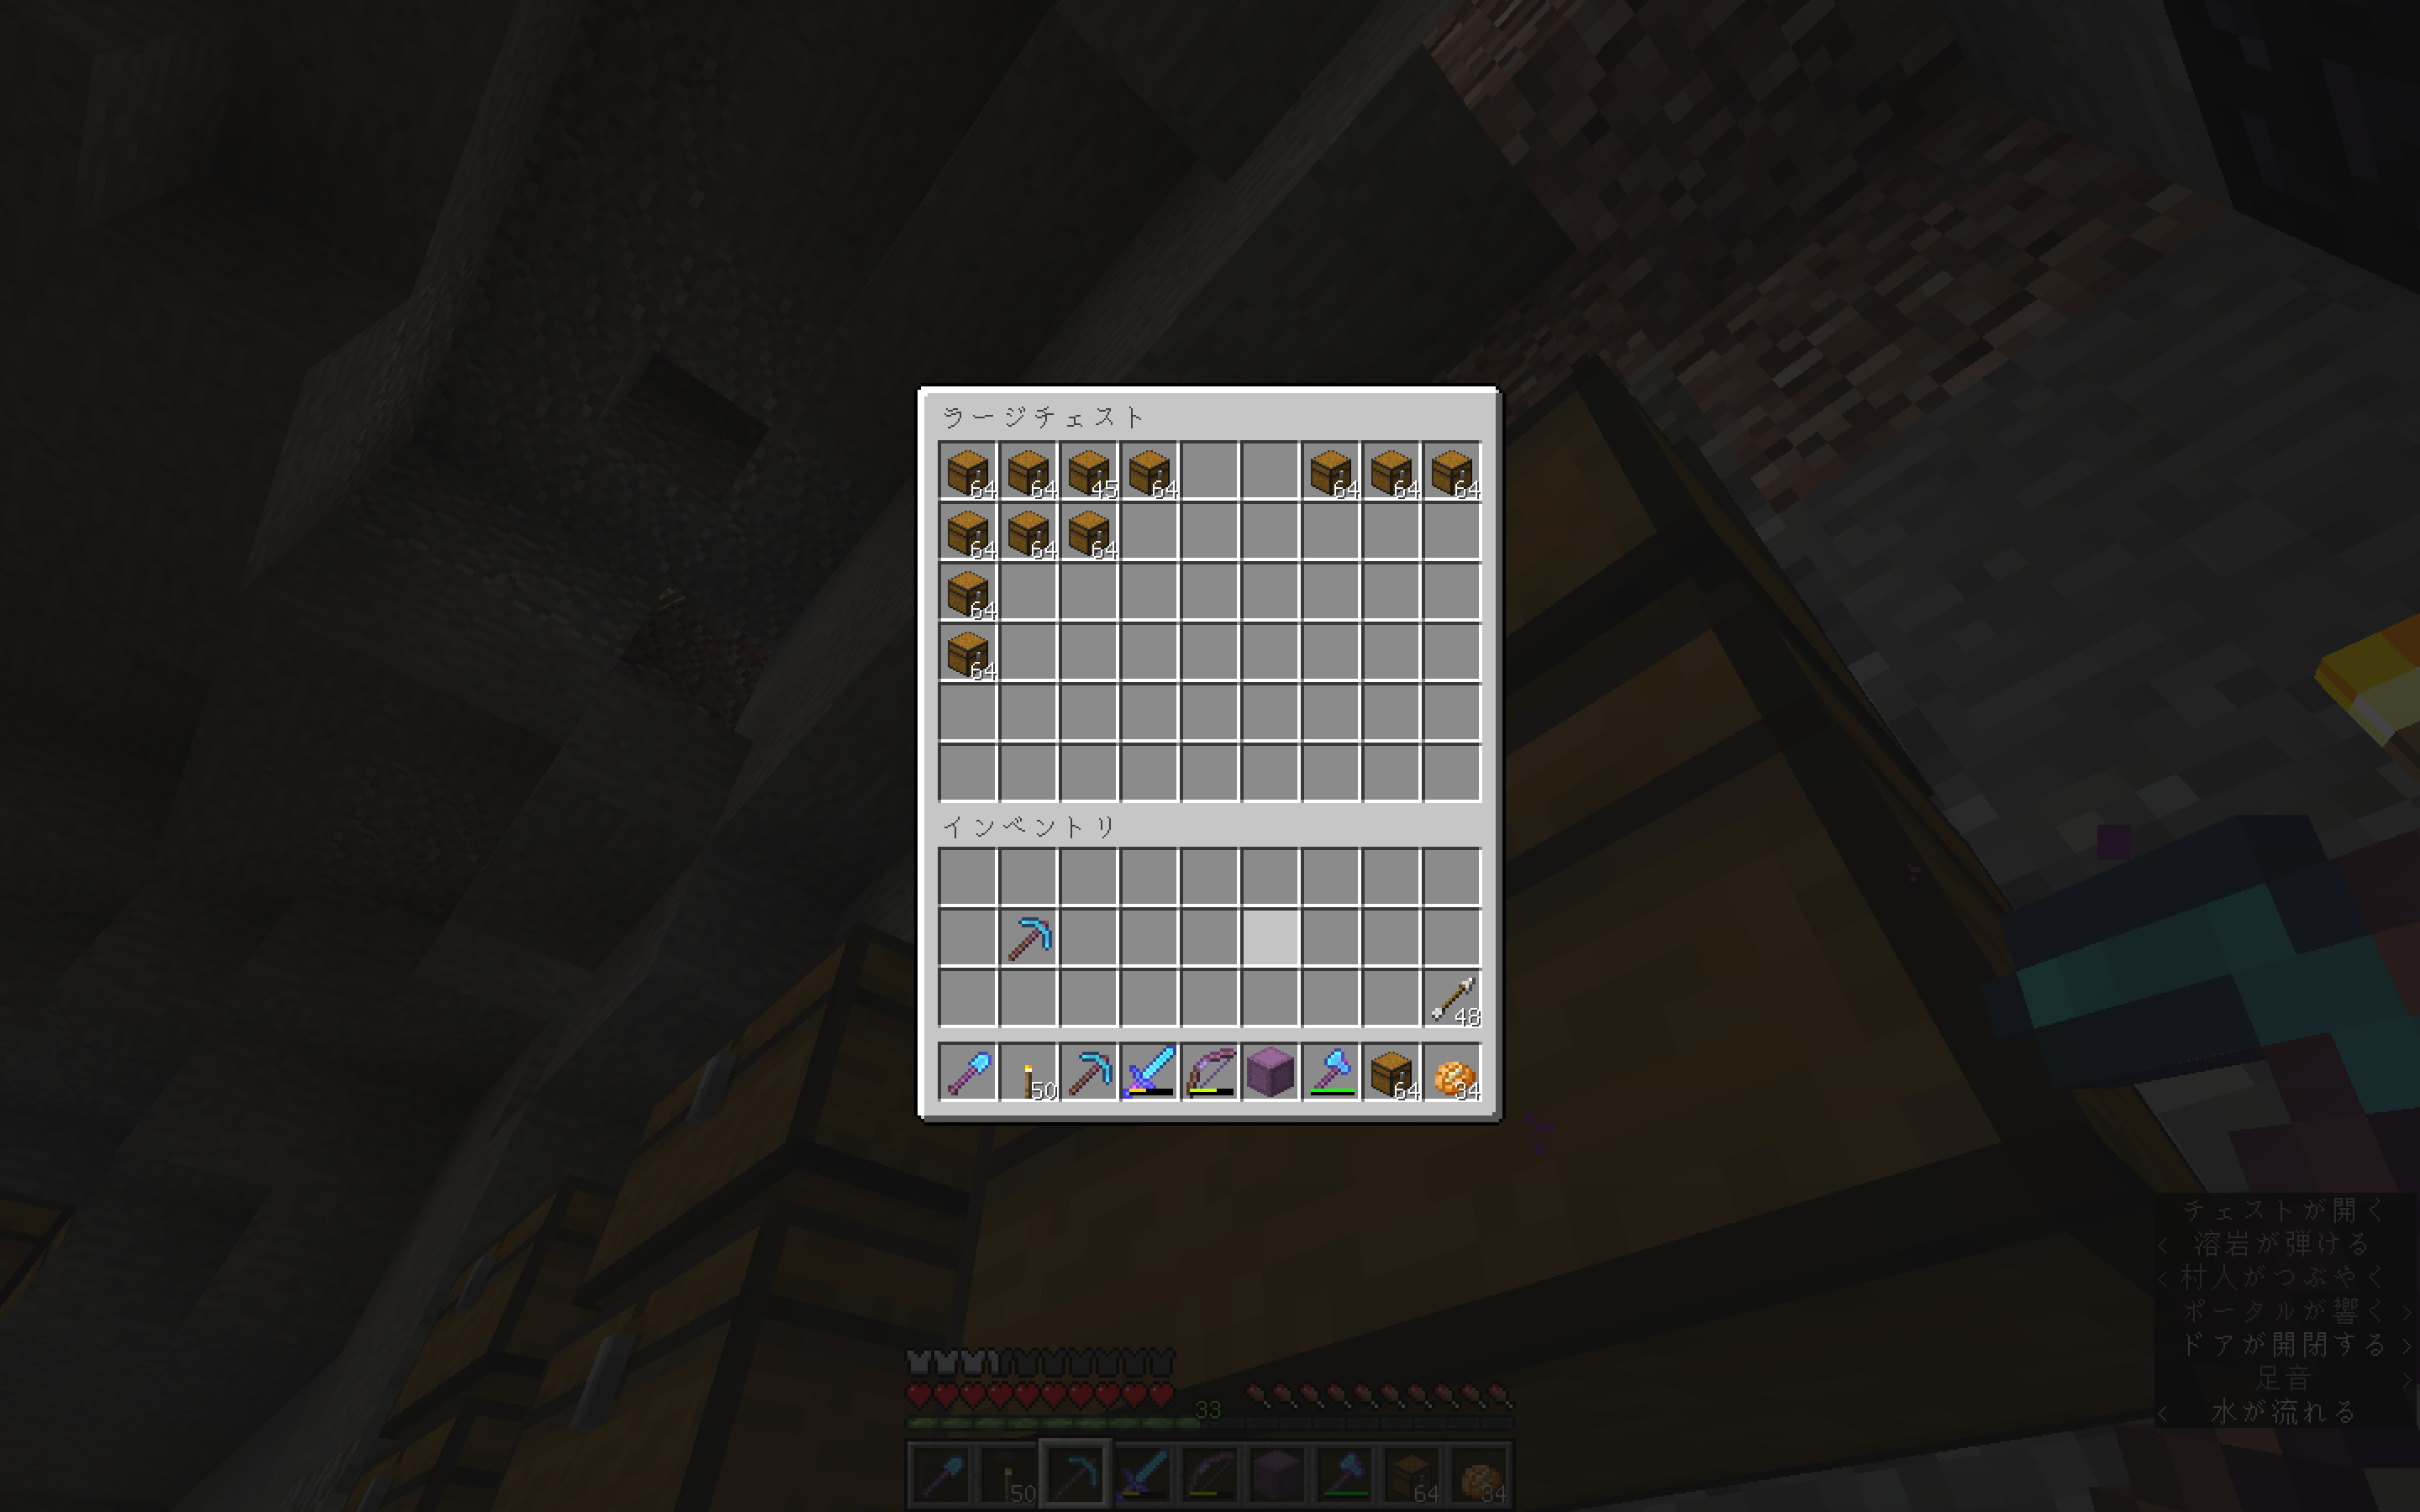 ラージチェスト
64 64 45 64 64 64 64
64 64 64
64
64
インベントリ
48
50 64 34
チェストが開く
< 溶岩が弾ける
< 村人がつぶやく
ポータルが響く >
ドアが開閉する >
足音 >
< 水が流れる
33
50 64 34